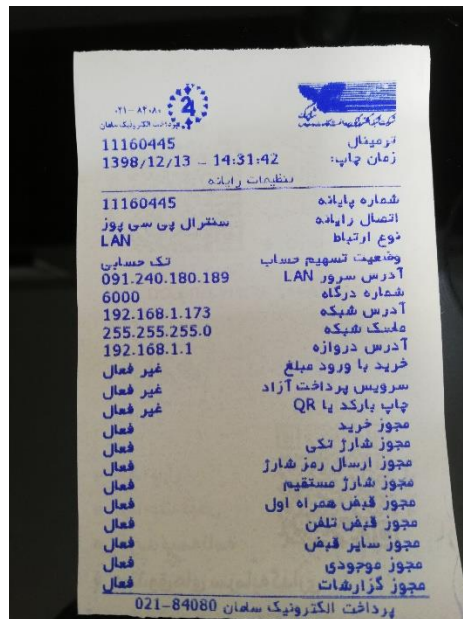 ۰۲۱-۸۴۰۸۰
24
پرداخت الکترونیک سامان
ترمینال 11160445
زمان چاپ: 1398/12/13 - 14:31:42
تنظیمات رایانه
شماره پایانه 11160445
اتصال رایانه سنترال پی سی پوز
نوع ارتباط LAN
وضعیت تسهیم حساب تک حسابی
آدرس سرور LAN 091.240.180.189
شماره درگاه 6000
آدرس شبکه 192.168.1.173
ماسک شبکه 255.255.255.0
آدرس دروازه 192.168.1.1
خرید با ورود مبلغ غیر فعال
سرویس پرداخت آزاد غیر فعال
چاپ بارکد یا QR غیر فعال
مجوز خرید فعال
مجوز شارژ تکی فعال
مجوز ارسال رمز شارژ فعال
مجوز شارژ مستقیم فعال
مجوز قبض همراه اول فعال
مجوز قبض تلفن فعال
مجوز سایر قبض فعال
مجوز موجودی فعال
مجوز گزارشات فعال
پرداخت الکترونیک سامان 84080-021